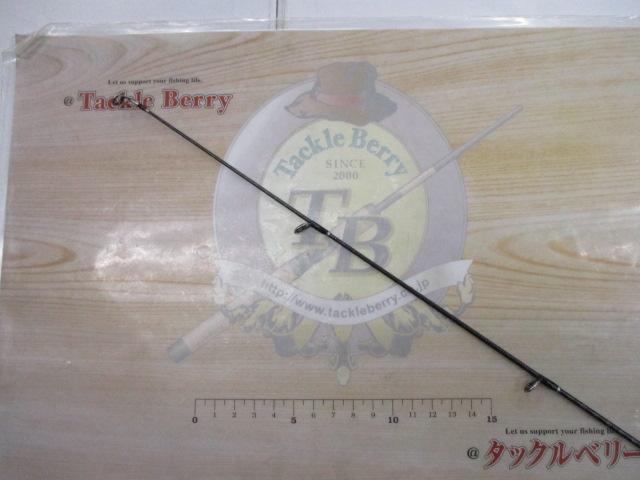 Let us support your fishing life.
@ Tackle Berry
Tackle Berry
SINCE
2000
TB
http://www.tackleberry.co.jp
0 1 2 3 4 5 6 7 8 9 10 11 12 13 14 15
Let us support your fishing life.
@ タックルベリー